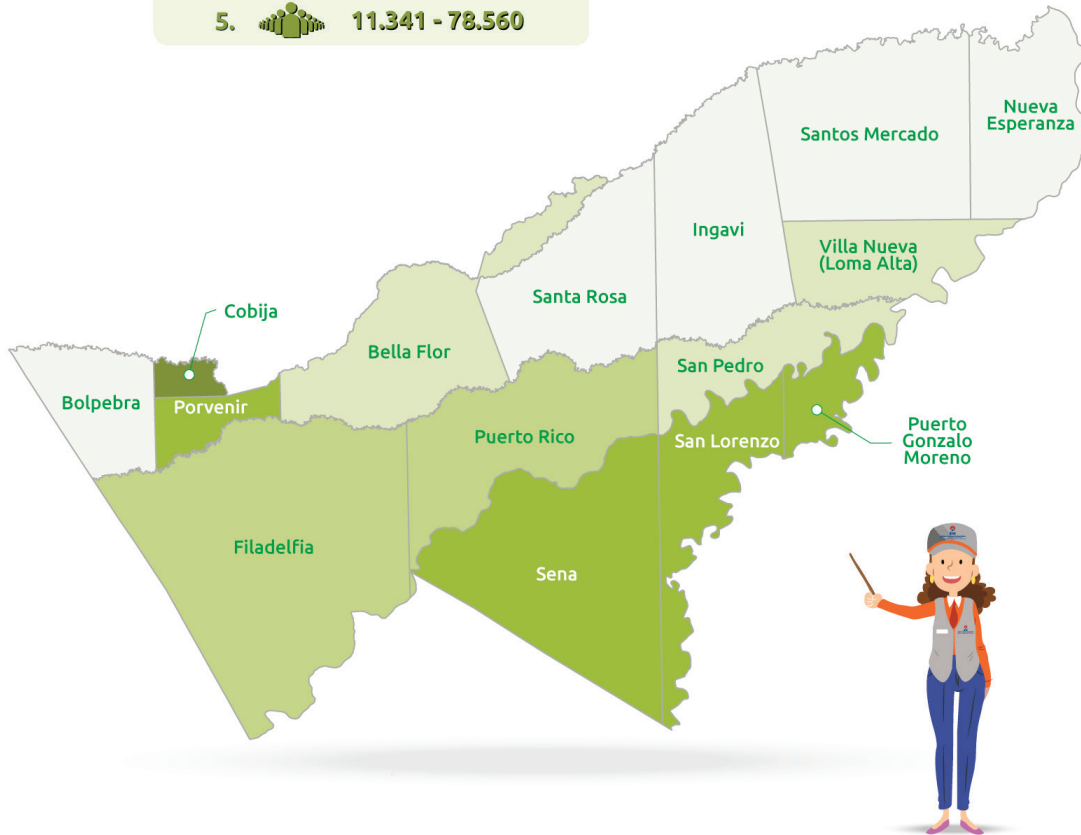 5. 11.341 - 78.560
Nueva
Esperanza
Santos Mercado
Ingavi
Villa Nueva
(Loma Alta)
Santa Rosa
Cobija
Bella Flor
San Pedro
Bolpebra
Porvenir
Puerto Rico
San Lorenzo
Puerto
Gonzalo
Moreno
Filadelfia
Sena